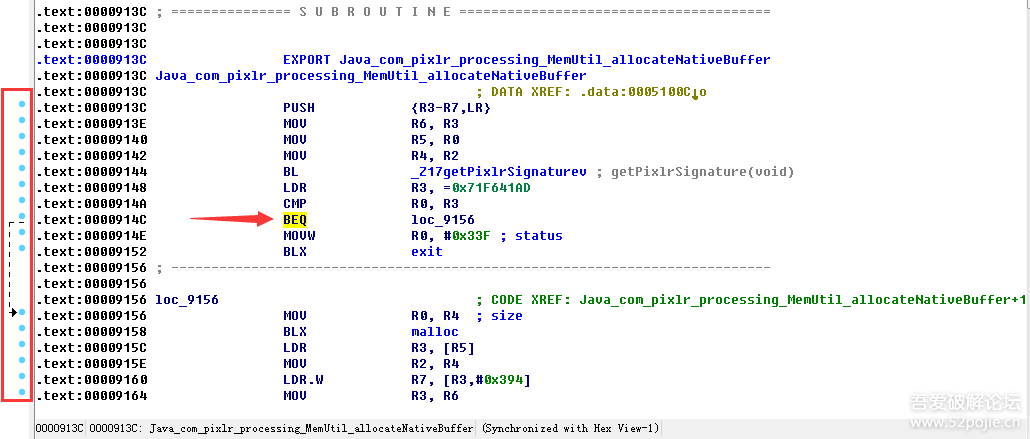 .text:0000913C ; =============== S U B R O U T I N E =======================================
.text:0000913C
.text:0000913C
.text:0000913C EXPORT Java_com_pixlr_processing_MemUtil_allocateNativeBuffer
.text:0000913C Java_com_pixlr_processing_MemUtil_allocateNativeBuffer
.text:0000913C ; DATA XREF: .data:0005100C↓o
.text:0000913C PUSH {R3-R7,LR}
.text:0000913E MOV R6, R3
.text:00009140 MOV R5, R0
.text:00009142 MOV R4, R2
.text:00009144 BL _Z17getPixlrSignaturev ; getPixlrSignature(void)
.text:00009148 LDR R3, =0x71F641AD
.text:0000914A CMP R0, R3
.text:0000914C BEQ loc_9156
.text:0000914E MOVW R0, #0x33F ; status
.text:00009152 BLX exit
.text:00009156 ; ---------------------------------------------------------------------------
.text:00009156
.text:00009156 loc_9156 ; CODE XREF: Java_com_pixlr_processing_MemUtil_allocateNativeBuffer+1
.text:00009156 MOV R0, R4 ; size
.text:00009158 BLX malloc
.text:0000915C LDR R3, [R5]
.text:0000915E MOV R2, R4
.text:00009160 LDR.W R7, [R3,#0x394]
.text:00009164 MOV R3, R6
吾爱破解论坛
www.52pojie.cn
0000913C 0000913C: Java_com_pixlr_processing_MemUtil_allocateNativeBuffer (Synchronized with Hex View-1)